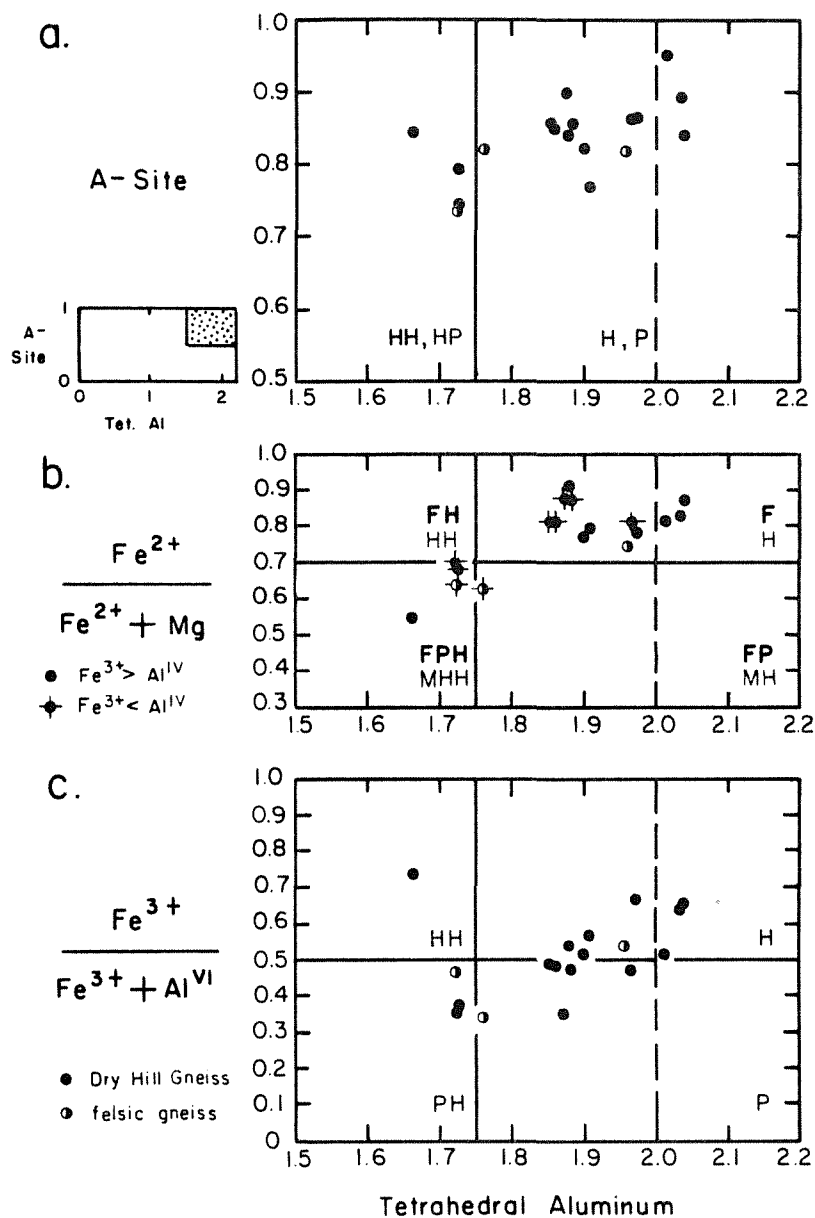 a.
A-Site
1.0
0.9
0.8
0.7
0.6
0.5
HH, HP
H, P
1.5 1.6 1.7 1.8 1.9 2.0 2.1 2.2
1
A-
Site
0
0 1 2
Tet. Al
b.
Fe²⁺
Fe²⁺ + Mg
● Fe³⁺ > Alᴵⱽ
Fe³⁺ < Alᴵⱽ
0.9
0.8
0.7
0.6
0.5
0.4
0.3
FH
HH
F
H
FPH
MHH
FP
MH
1.5 1.6 1.7 1.8 1.9 2.0 2.1 2.2
c.
Fe³⁺
Fe³⁺ + Alⱽᴵ
● Dry Hill Gneiss
◑ felsic gneiss
1.0
0.9
0.8
0.7
0.6
0.5
0.4
0.3
0.2
0.1
0
HH
H
PH
P
1.5 1.6 1.7 1.8 1.9 2.0 2.1 2.2
Tetrahedral Aluminum